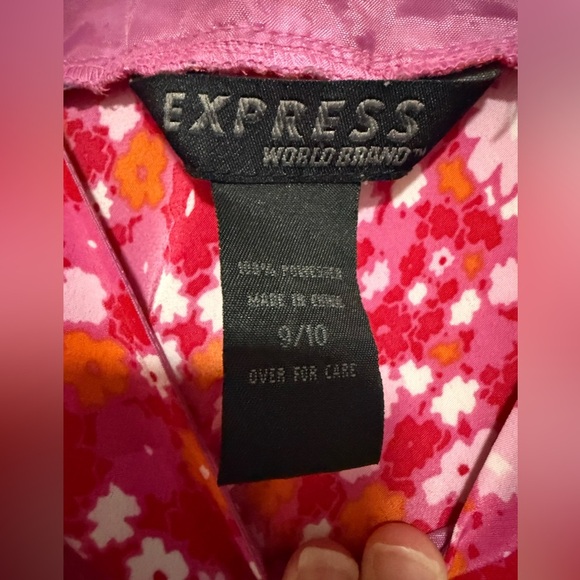 EXPRESS
WORLD BRAND™
100% POLYESTER
MADE IN CHINA
9/10
OVER FOR CARE